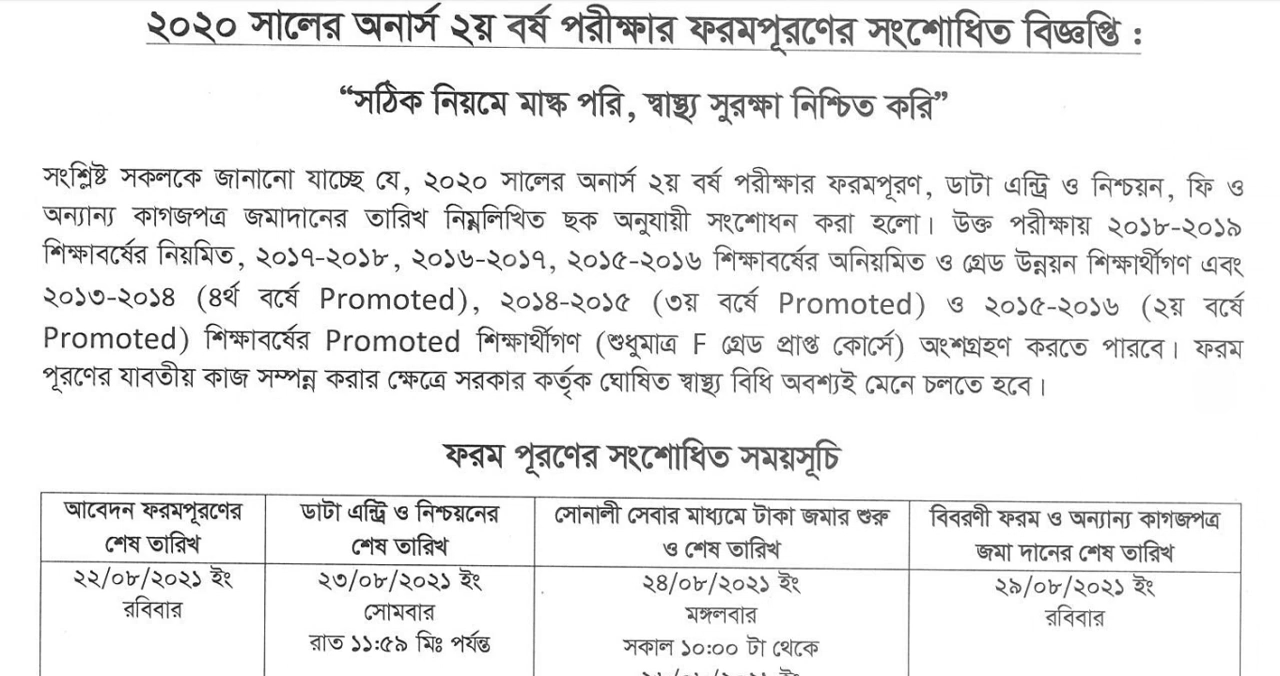 ২০২০ সালের অনার্স ২য় বর্ষ পরীক্ষার ফরমপূরণের সংশোধিত বিজ্ঞপ্তি :
“সঠিক নিয়মে মাস্ক পরি, স্বাস্থ্য সুরক্ষা নিশ্চিত করি”
সংশ্লিষ্ট সকলকে জানানো যাচ্ছে যে, ২০২০ সালের অনার্স ২য় বর্ষ পরীক্ষার ফরমপূরণ, ডাটা এন্ট্রি ও নিশ্চয়ন, ফি ও
অন্যান্য কাগজপত্র জমাদানের তারিখ নিম্নলিখিত ছক অনুযায়ী সংশোধন করা হলো। উক্ত পরীক্ষায় ২০১৮-২০১৯
শিক্ষাবর্ষের নিয়মিত, ২০১৭-২০১৮, ২০১৬-২০১৭, ২০১৫-২০১৬ শিক্ষাবর্ষের অনিয়মিত ও গ্রেড উন্নয়ন শিক্ষার্থীগণ এবং
২০১৩-২০১৪ (৪র্থ বর্ষে Promoted), ২০১৪-২০১৫ (৩য় বর্ষে Promoted) ও ২০১৫-২০১৬ (২য় বর্ষে
Promoted) শিক্ষাবর্ষের Promoted শিক্ষার্থীগণ (শুধুমাত্র F গ্রেড প্রাপ্ত কোর্সে) অংশগ্রহণ করতে পারবে। ফরম
পূরণের যাবতীয় কাজ সম্পন্ন করার ক্ষেত্রে সরকার কর্তৃক ঘোষিত স্বাস্থ্য বিধি অবশ্যই মেনে চলতে হবে।
ফরম পূরণের সংশোধিত সময়সূচি
আবেদন ফরমপূরণের
শেষ তারিখ
ডাটা এন্ট্রি ও নিশ্চয়নের
শেষ তারিখ
সোনালী সেবার মাধ্যমে টাকা জমার শুরু
ও শেষ তারিখ
বিবরণী ফরম ও অন্যান্য কাগজপত্র
জমা দানের শেষ তারিখ
২২/০৮/২০২১ ইং
রবিবার
২৩/০৮/২০২১ ইং
সোমবার
রাত ১১:৫৯ মিঃ পর্যন্ত
২৪/০৮/২০২১ ইং
মঙ্গলবার
সকাল ১০:০০ টা থেকে
২৯/০৮/২০২১ ইং
রবিবার